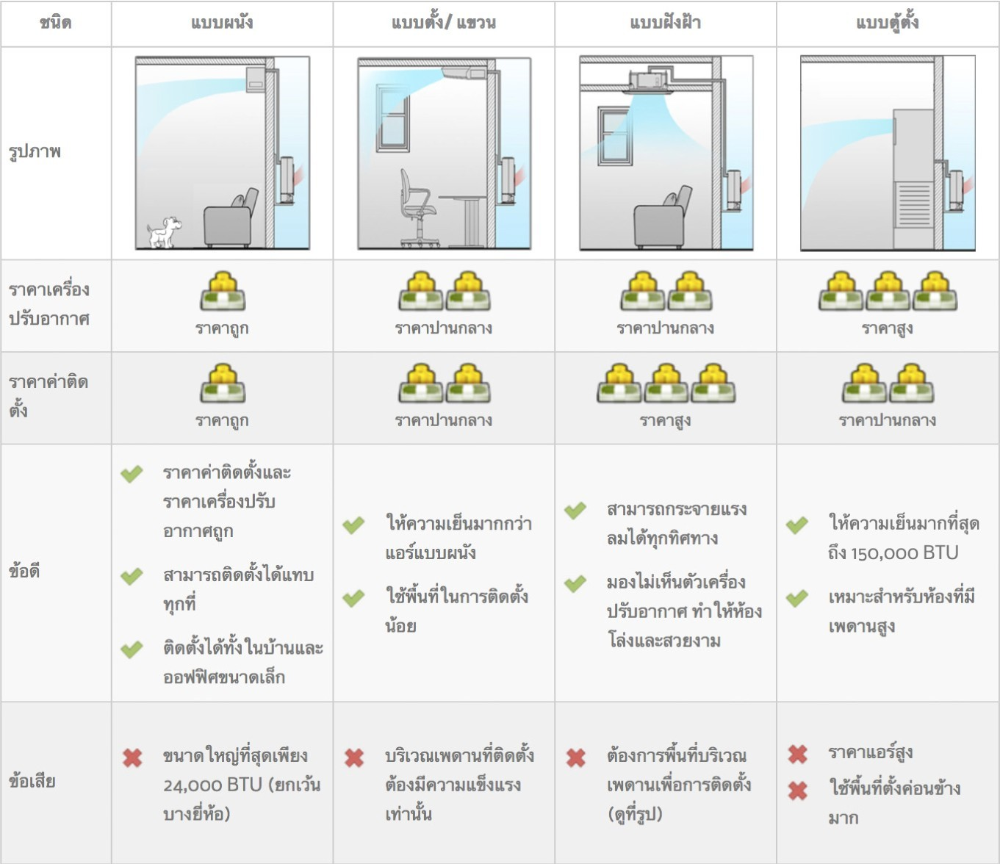 ชนิด
แบบผนัง
แบบตั้ง/ แขวน
แบบฝังฝ้า
แบบตู้ตั้ง
รูปภาพ
ราคาเครื่อง
ปรับอากาศ
ราคาถูก
ราคาปานกลาง
ราคาปานกลาง
ราคาสูง
ราคาค่าติด
ตั้ง
ราคาถูก
ราคาปานกลาง
ราคาสูง
ราคาปานกลาง
ข้อดี
ราคาค่าติดตั้งและ
ราคาเครื่องปรับ
อากาศถูก
สามารถติดตั้งได้แทบ
ทุกที่
ติดตั้งได้ทั้งในบ้านและ
ออฟฟิศขนาดเล็ก
ให้ความเย็นมากกว่า
แอร์แบบผนัง
ใช้พื้นที่ในการติดตั้ง
น้อย
สามารถกระจายแรง
ลมได้ทุกทิศทาง
มองไม่เห็นตัวเครื่อง
ปรับอากาศ ทำให้ห้อง
โล่งและสวยงาม
ให้ความเย็นมากที่สุด
ถึง 150,000 BTU
เหมาะสำหรับห้องที่มี
เพดานสูง
ข้อเสีย
ขนาดใหญ่ที่สุดเพียง
24,000 BTU (ยกเว้น
บางยี่ห้อ)
บริเวณเพดานที่ติดตั้ง
ต้องมีความแข็งแรง
เท่านั้น
ต้องการพื้นที่บริเวณ
เพดานเพื่อการติดตั้ง
(ดูที่รูป)
ราคาแอร์สูง
ใช้พื้นที่ตั้งค่อนข้าง
มาก